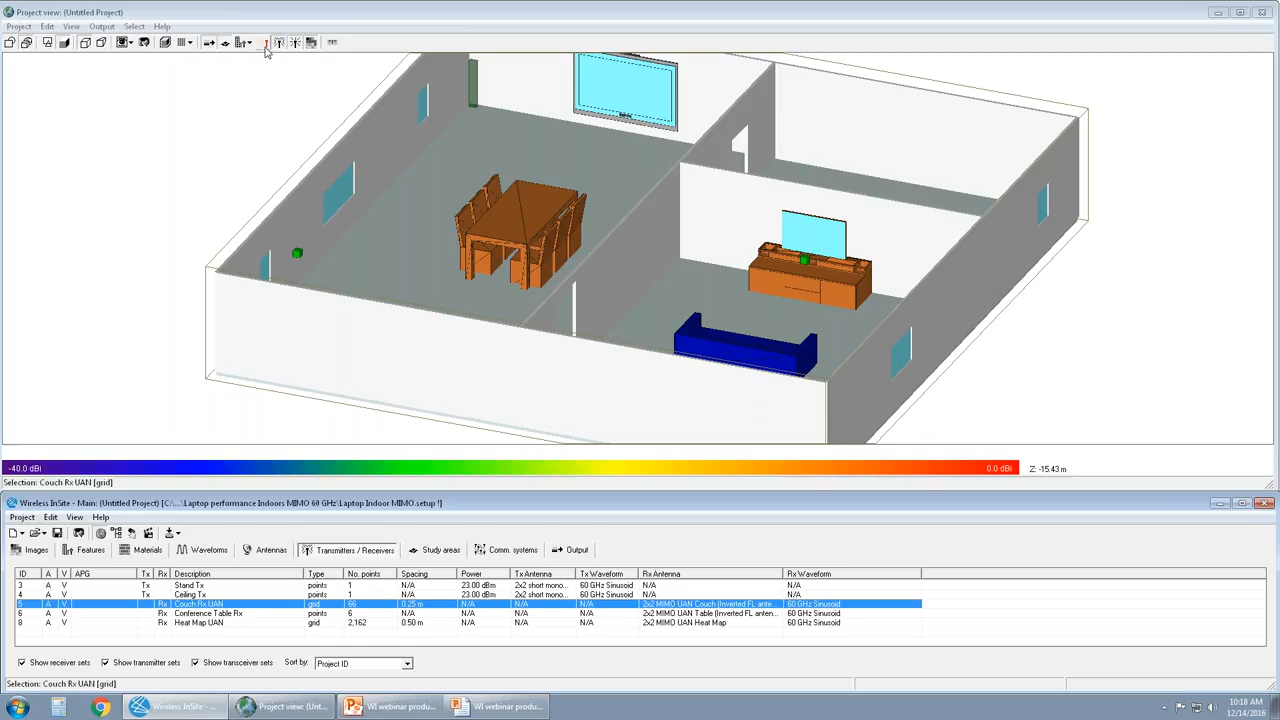 Project view: (Untitled Project)
Project Edit View Output Select Help
-40.0 dBi 0.0 dBi Z: -15.43 m
Selection: Couch Rx UAN [grid]
Wireless InSite - Main: (Untitled Project) [C:\...\Laptop performance Indoors MIMO 60 GHz\Laptop Indoor MIMO.setup !]
Project Edit View Help
Images Features Materials Waveforms Antennas Transmitters / Receivers Study areas Comm. systems Output
ID A V APG Tx Rx Description Type No. points Spacing Power Tx Antenna Tx Waveform Rx Antenna Rx Waveform
3 A V Tx Stand Tx points 1 N/A 23.00 dBm 2x2 short mono... 60 GHz Sinusoid N/A N/A
4 A V Tx Ceiling Tx points 1 N/A 23.00 dBm 2x2 short mono... 60 GHz Sinusoid N/A N/A
5 A V Rx Couch Rx UAN grid 66 0.25 m N/A N/A N/A 2x2 MIMO UAN Couch (Inverted FL ante... 60 GHz Sinusoid
6 A V Rx Conference Table Rx points 6 N/A N/A N/A N/A 2x2 MIMO UAN Table (Inverted FL anten... 60 GHz Sinusoid
8 A V Rx Heat Map UAN grid 2,162 0.50 m N/A N/A N/A 2x2 MIMO UAN Heat Map 60 GHz Sinusoid
Show receiver sets Show transmitter sets Show transceiver sets Sort by: Project ID
Selection: Couch Rx UAN [grid]
Wireless InSite - ... Project view: (Unt... WI webinar produ... WI webinar produ... 10:18 AM
12/14/2016